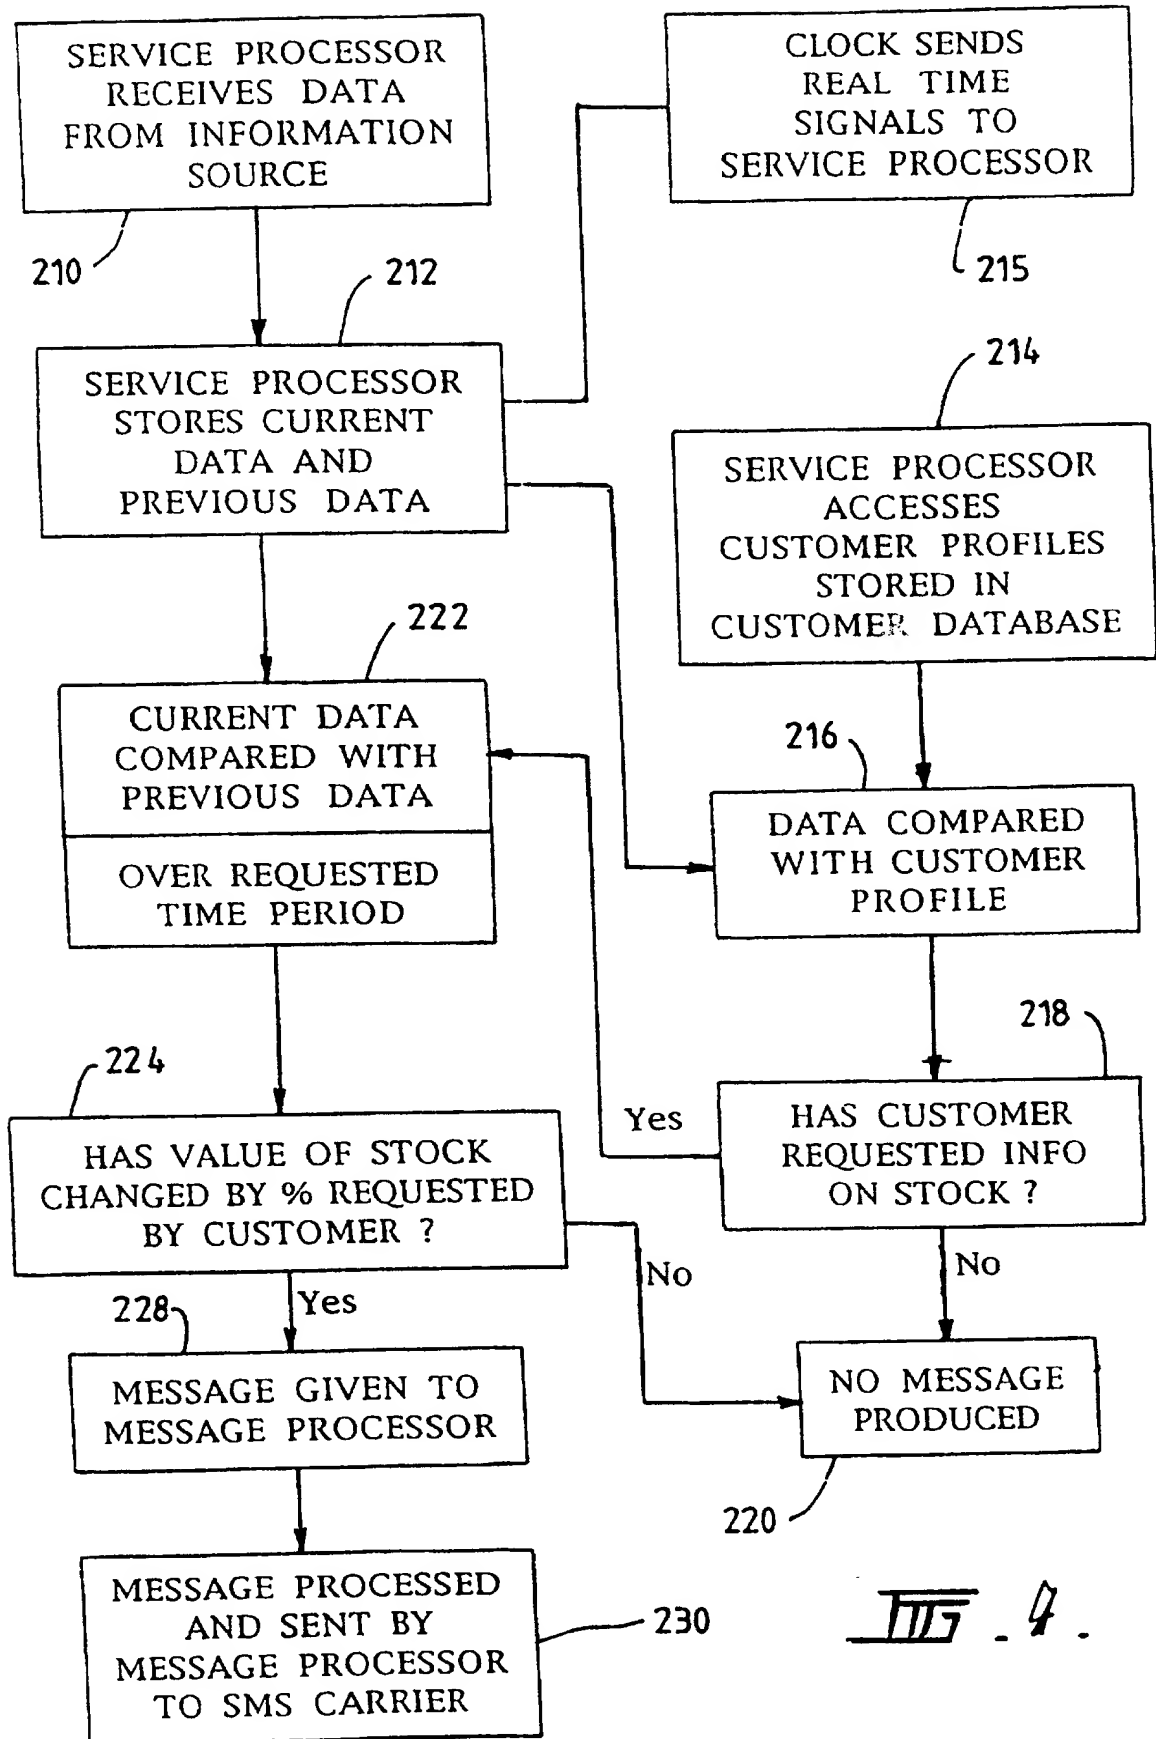 SERVICE PROCESSOR
RECEIVES DATA
FROM INFORMATION
SOURCE
210
CLOCK SENDS
REAL TIME
SIGNALS TO
SERVICE PROCESSOR
215
212
SERVICE PROCESSOR
STORES CURRENT
DATA AND
PREVIOUS DATA
214
SERVICE PROCESSOR
ACCESSES
CUSTOMER PROFILES
STORED IN
CUSTOMER DATABASE
222
CURRENT DATA
COMPARED WITH
PREVIOUS DATA
OVER REQUESTED
TIME PERIOD
216
DATA COMPARED
WITH CUSTOMER
PROFILE
218
HAS CUSTOMER
REQUESTED INFO
ON STOCK ?
Yes
No
224
HAS VALUE OF STOCK
CHANGED BY % REQUESTED
BY CUSTOMER ?
No
Yes
228
MESSAGE GIVEN TO
MESSAGE PROCESSOR
NO MESSAGE
PRODUCED
220
MESSAGE PROCESSED
AND SENT BY
MESSAGE PROCESSOR
TO SMS CARRIER
230
FIG